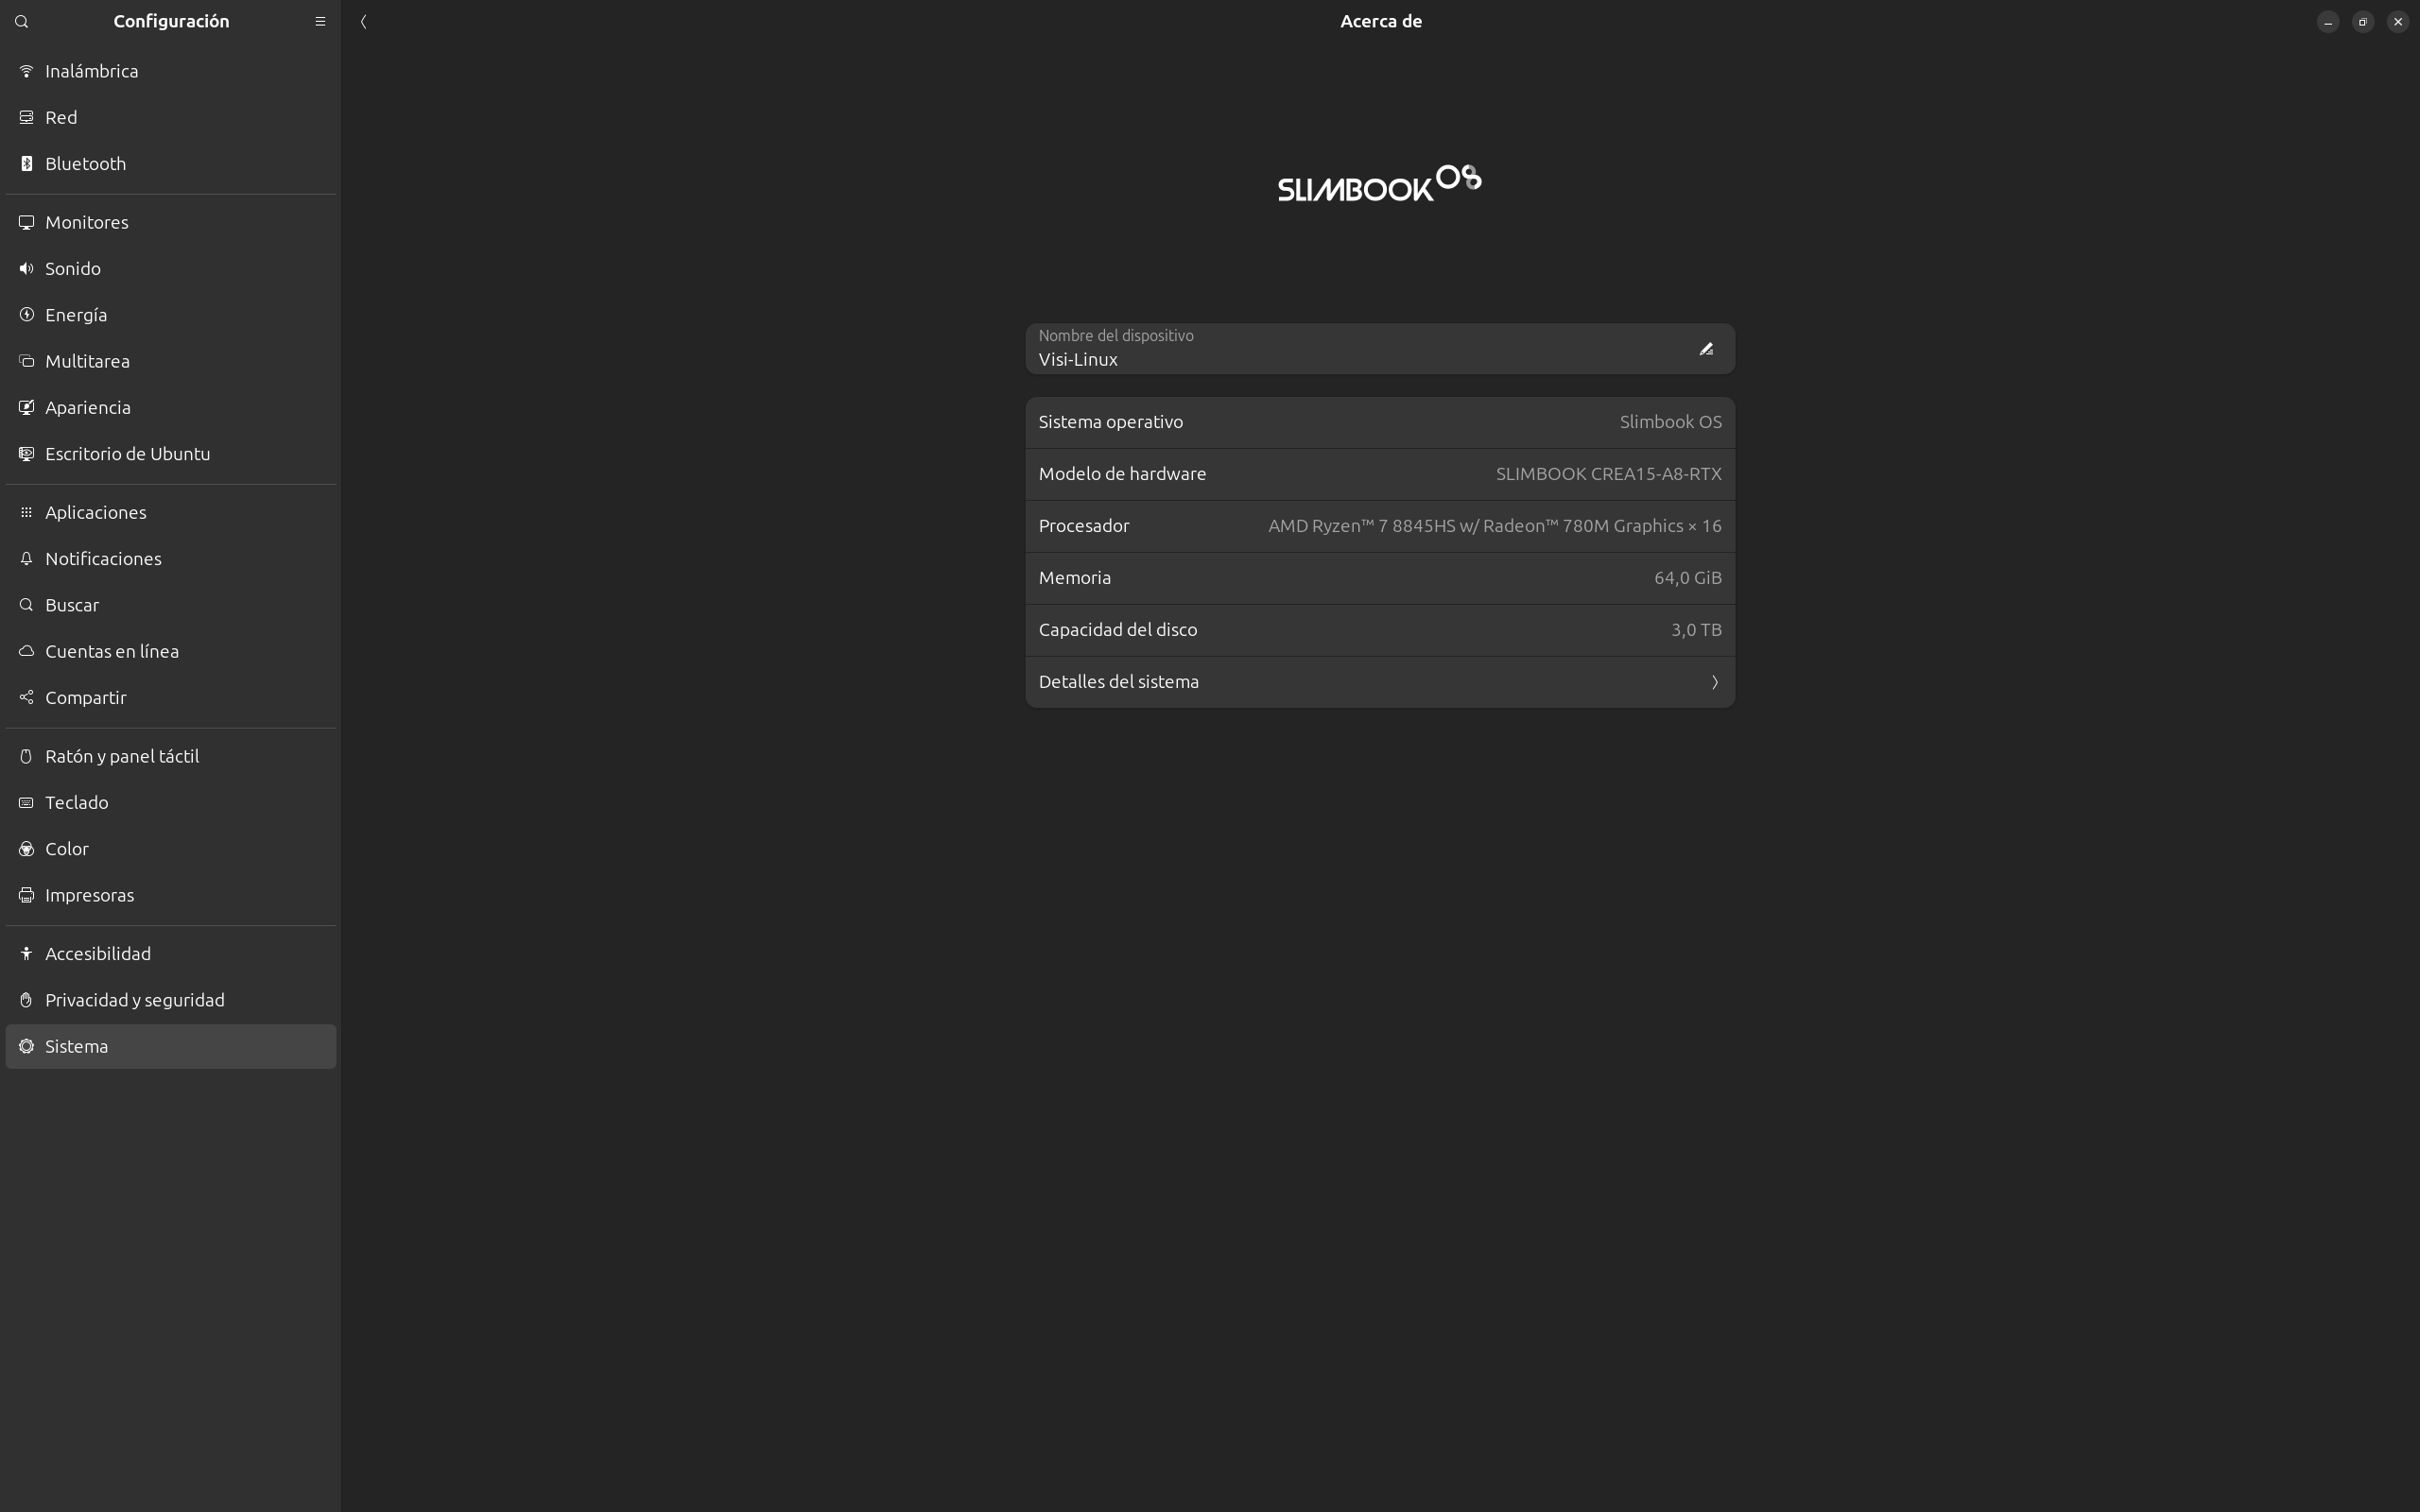 Configuración
Inalámbrica
Red
Bluetooth
Monitores
Sonido
Energía
Multitarea
Apariencia
Escritorio de Ubuntu
Aplicaciones
Notificaciones
Buscar
Cuentas en línea
Compartir
Ratón y panel táctil
Teclado
Color
Impresoras
Accesibilidad
Privacidad y seguridad
Sistema
Acerca de
SLIMBOOK OS
Nombre del dispositivo
Visi-Linux
Sistema operativo Slimbook OS
Modelo de hardware SLIMBOOK CREA15-A8-RTX
Procesador AMD Ryzen™ 7 8845HS w/ Radeon™ 780M Graphics × 16
Memoria 64,0 GiB
Capacidad del disco 3,0 TB
Detalles del sistema